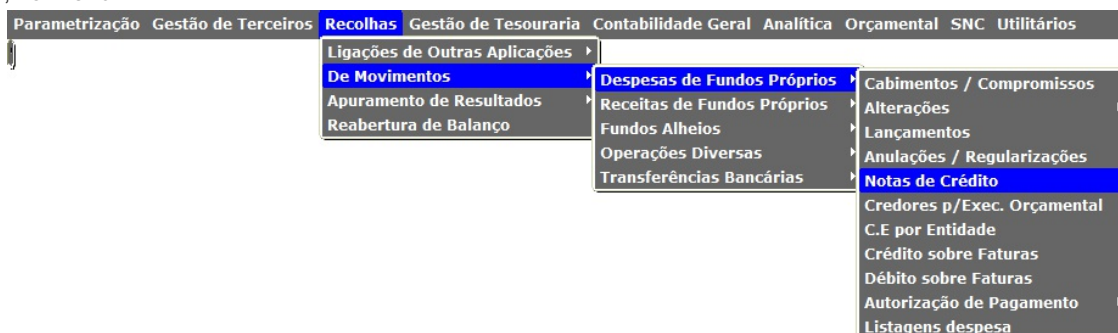 Parametrização Gestão de Terceiros Recolhas Gestão de Tesouraria Contabilidade Geral Analítica Orçamental SNC Utilitários
Ligações de Outras Aplicações
De Movimentos
Apuramento de Resultados
Reabertura de Balanço
Despesas de Fundos Próprios
Receitas de Fundos Próprios
Fundos Alheios
Operações Diversas
Transferências Bancárias
Cabimentos / Compromissos
Alterações
Lançamentos
Anulações / Regularizações
Notas de Crédito
Credores p/Exec. Orçamental
C.E por Entidade
Crédito sobre Faturas
Débito sobre Faturas
Autorização de Pagamento
Listagens despesa